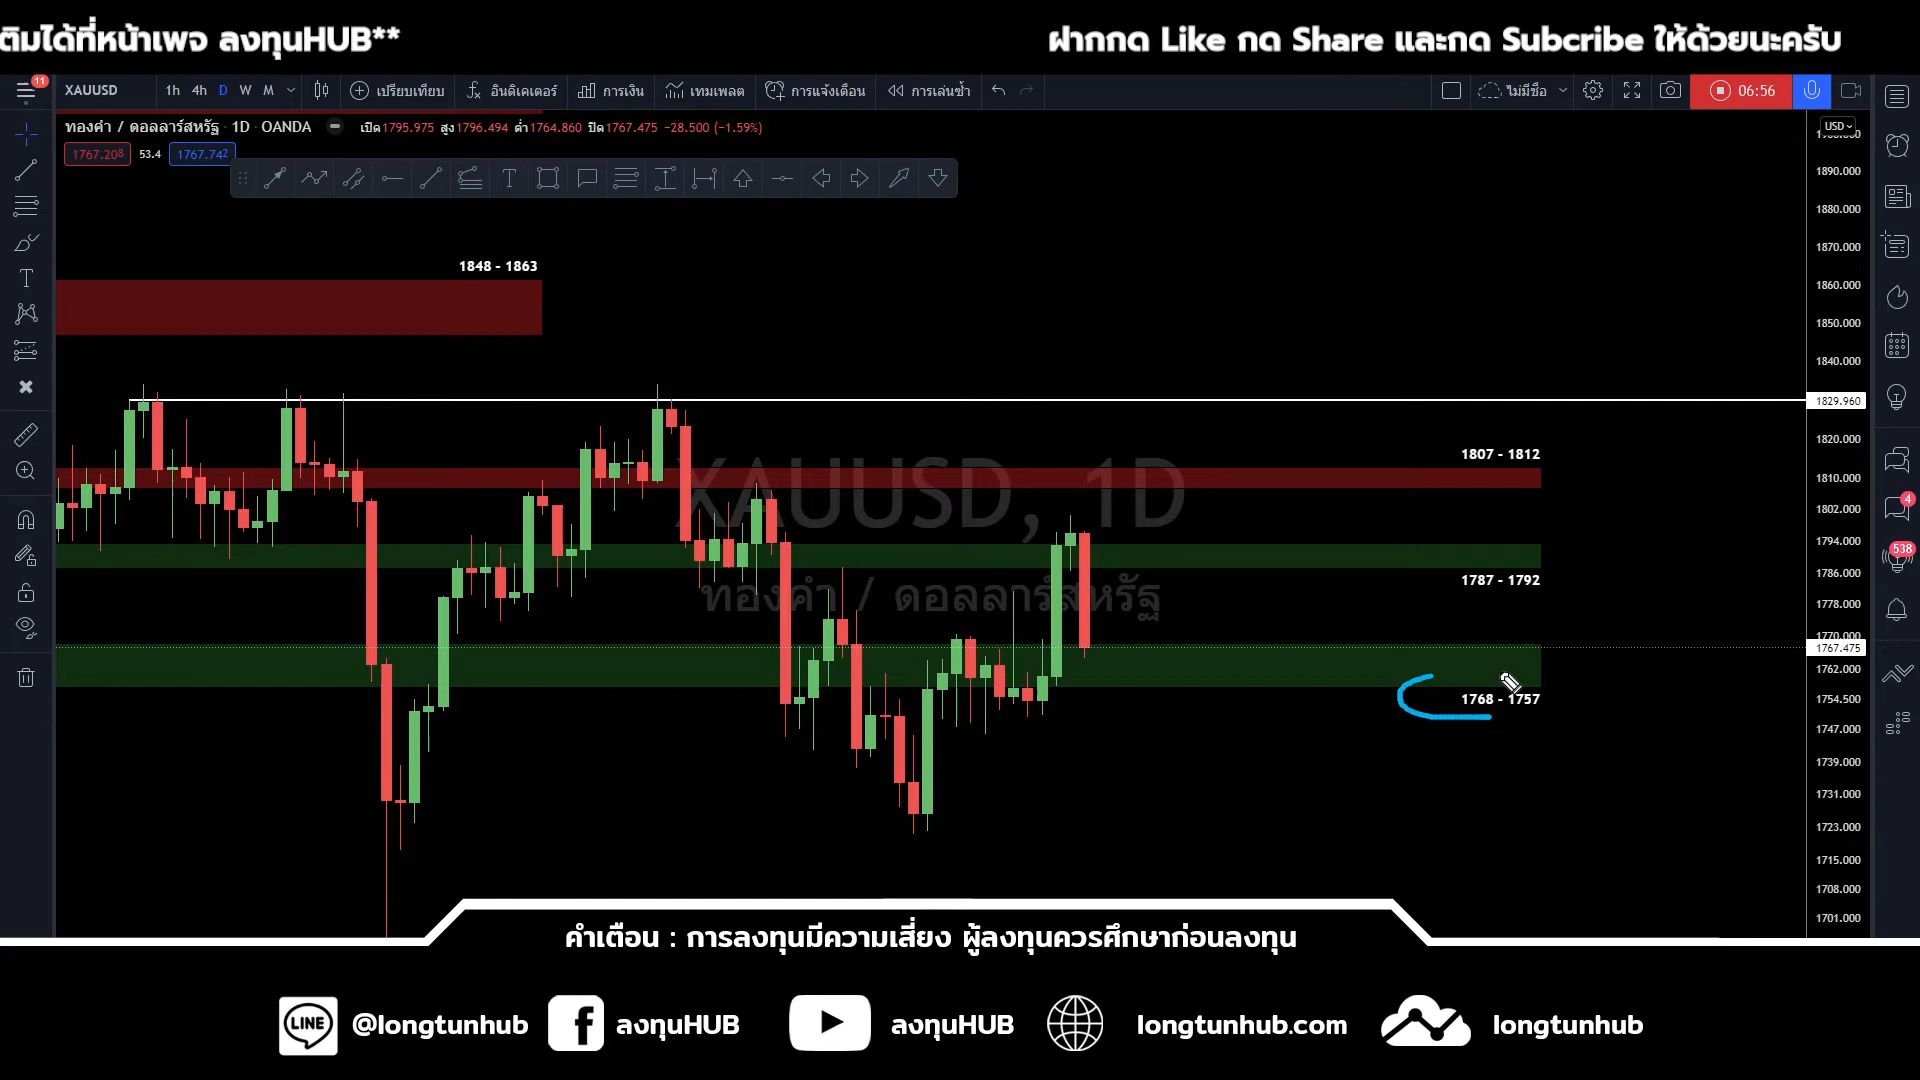 ติมได้ที่หน้าเพจ ลงทุนHUB**
ฝากกด Like กด Share และกด Subcribe ให้ด้วยนะครับ
11
XAUUSD 1h 4h D W M เปรียบเทียบ อินดิเคเตอร์ การเงิน เทมเพลต การแจ้งเตือน การเล่นซ้ำ ไม่มีชื่อ 06:56
ทองคำ / ดอลลาร์สหรัฐ · 1D · OANDA เปิด1795.975 สูง1796.494 ต่ำ1764.860 ปิด1767.475 −28.500 (−1.59%)
USD
1767.208 53.4 1767.742
1890.000
1880.000
1870.000
1848 - 1863
1860.000
1850.000
1840.000
1829.960
1820.000
1807 - 1812
XAUUSD, 1D
1810.000
1802.000
4
1794.000
538
1787 - 1792
1786.000
ทองคำ / ดอลลาร์สหรัฐ
1778.000
1770.000
1767.475
1762.000
1768 - 1757
1754.500
1747.000
1739.000
1731.000
1723.000
1715.000
1708.000
1701.000
คำเตือน : การลงทุนมีความเสี่ยง ผู้ลงทุนควรศึกษาก่อนลงทุน
LINE @longtunhub ลงทุนHUB ลงทุนHUB longtunhub.com longtunhub